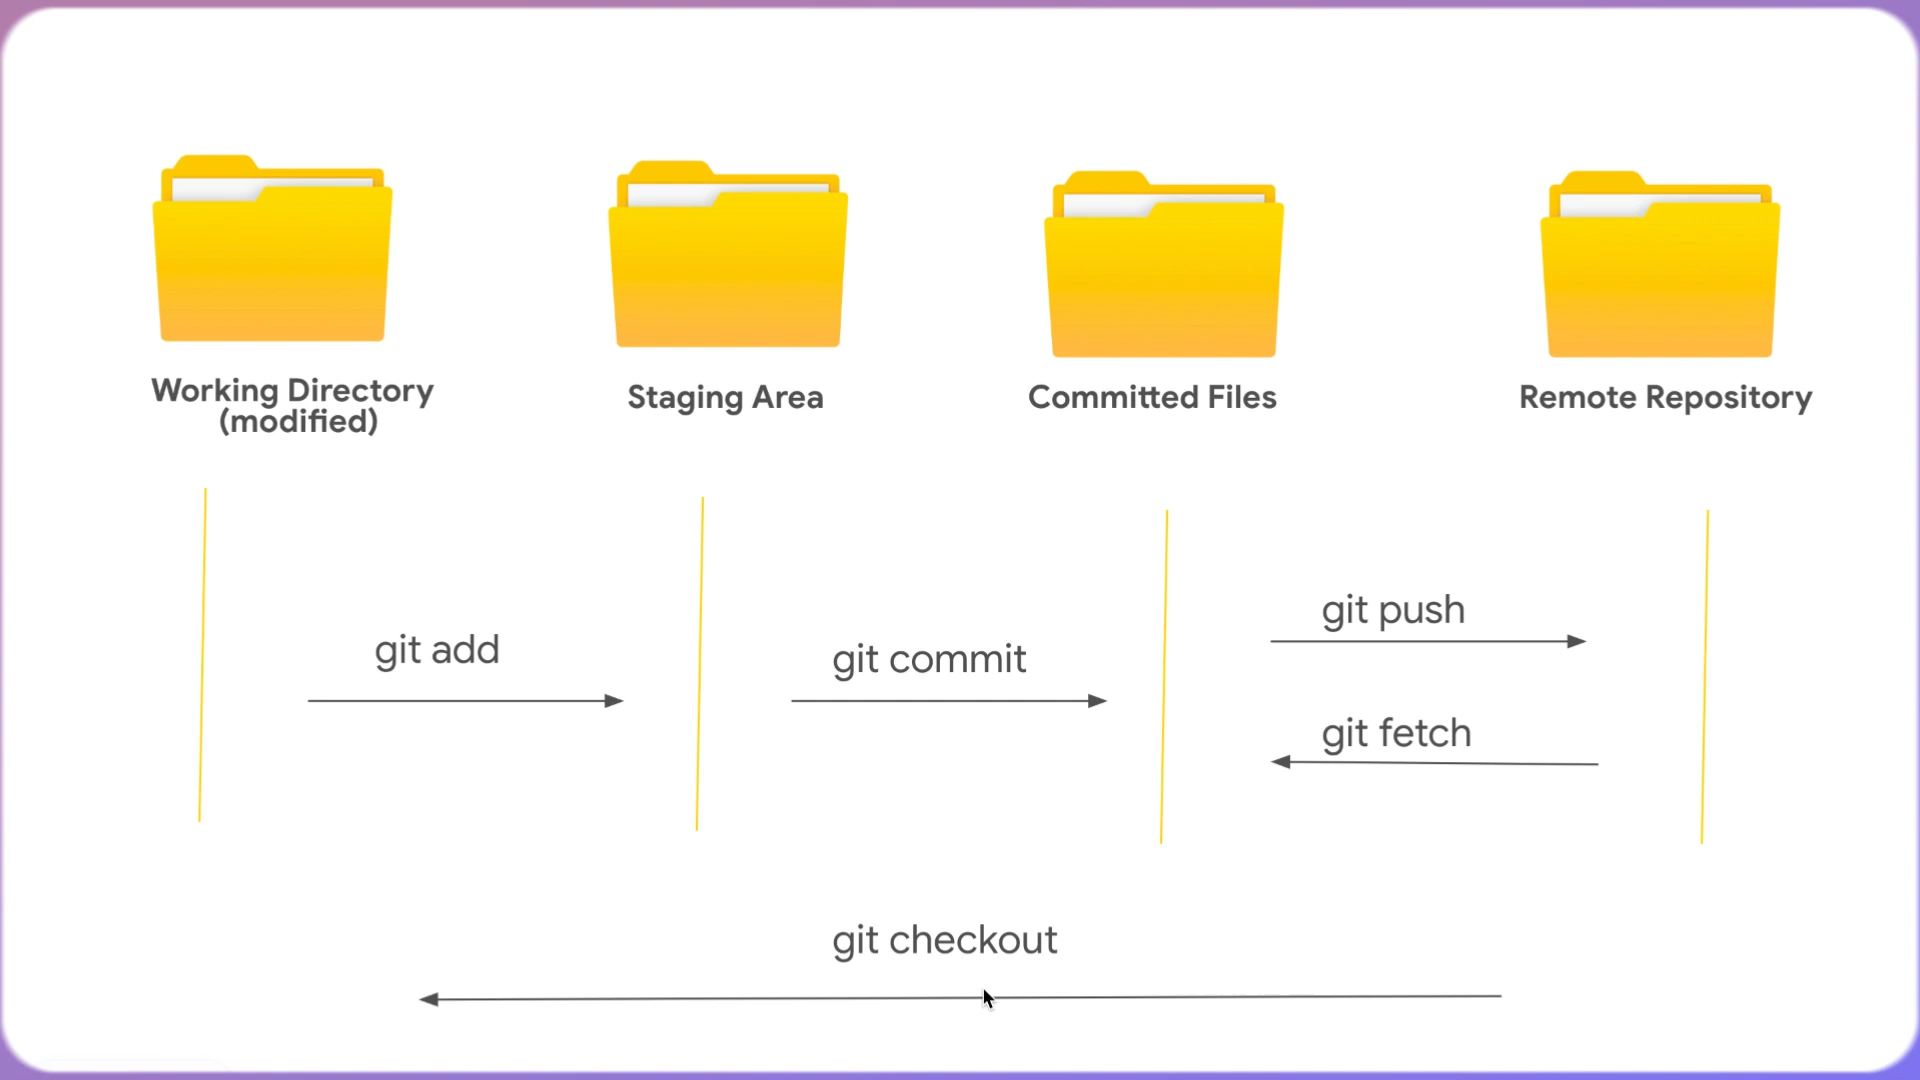 Working Directory
(modified)
Staging Area
Committed Files
Remote Repository
git add
git commit
git push
git fetch
git checkout